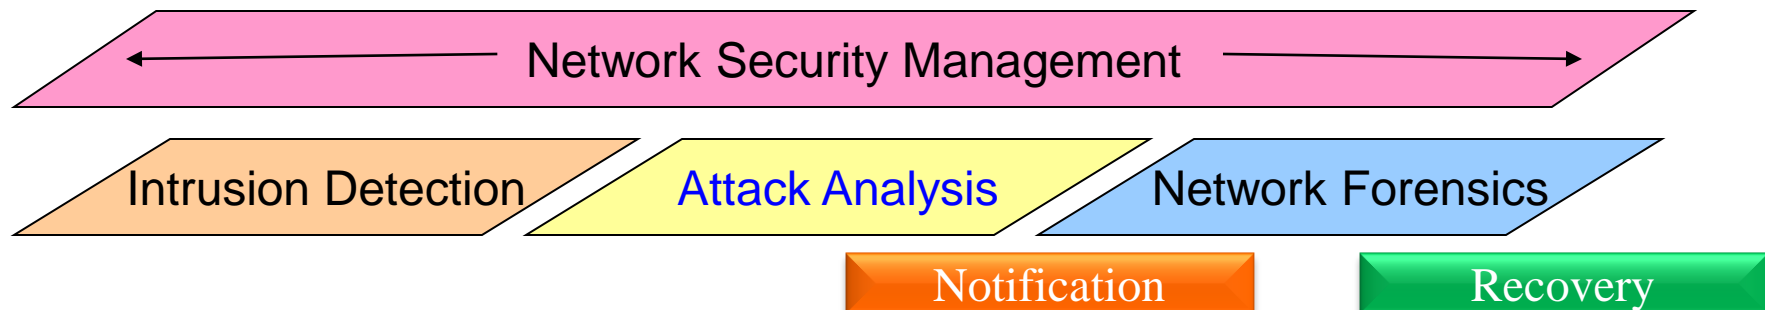 Network Security Management
Intrusion Detection
Attack Analysis
Network Forensics
Notification
Recovery